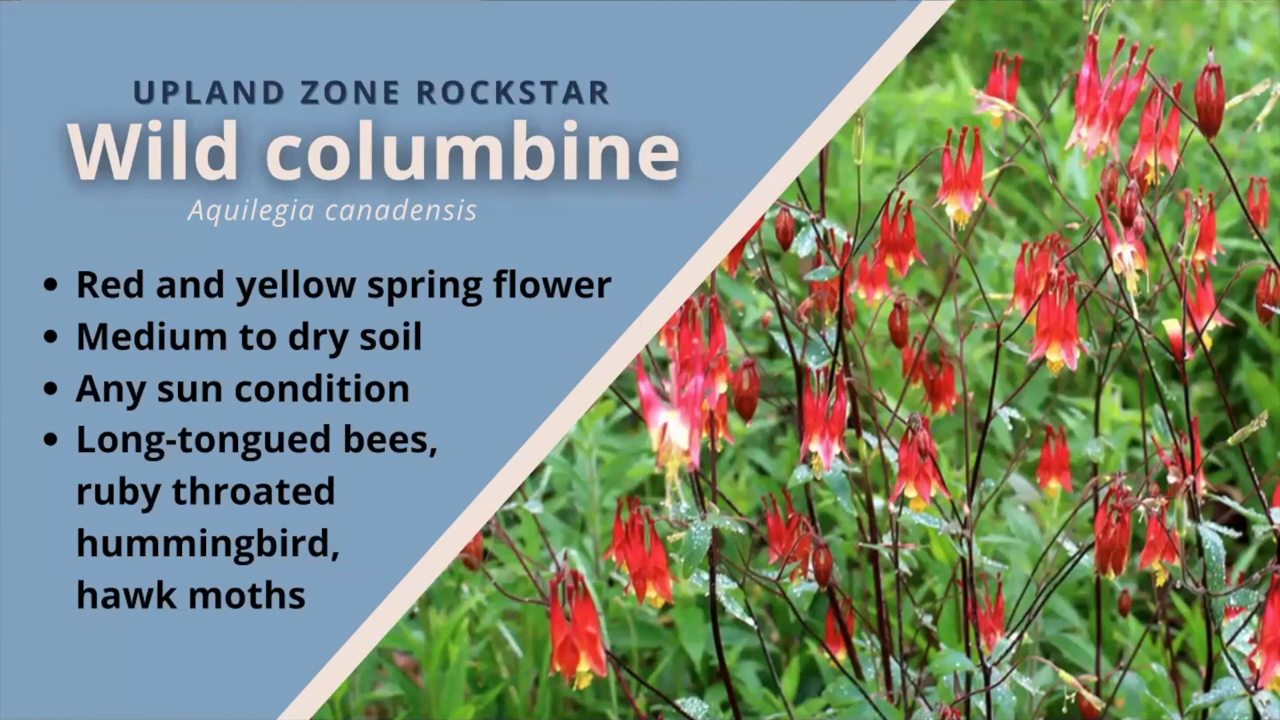 UPLAND ZONE ROCKSTAR
Wild columbine
Aquilegia canadensis
• Red and yellow spring flower
• Medium to dry soil
• Any sun condition
• Long-tongued bees,
ruby throated
hummingbird,
hawk moths